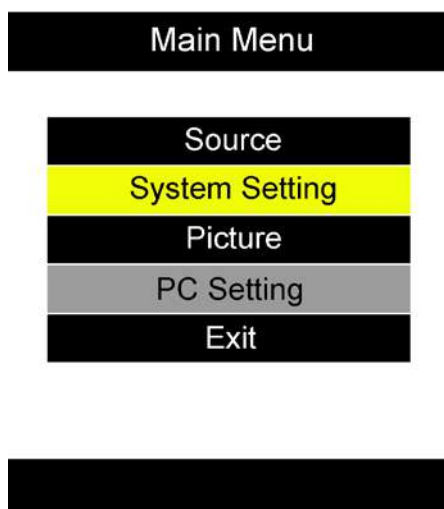 Main Menu
Source
System Setting
Picture
PC Setting
Exit